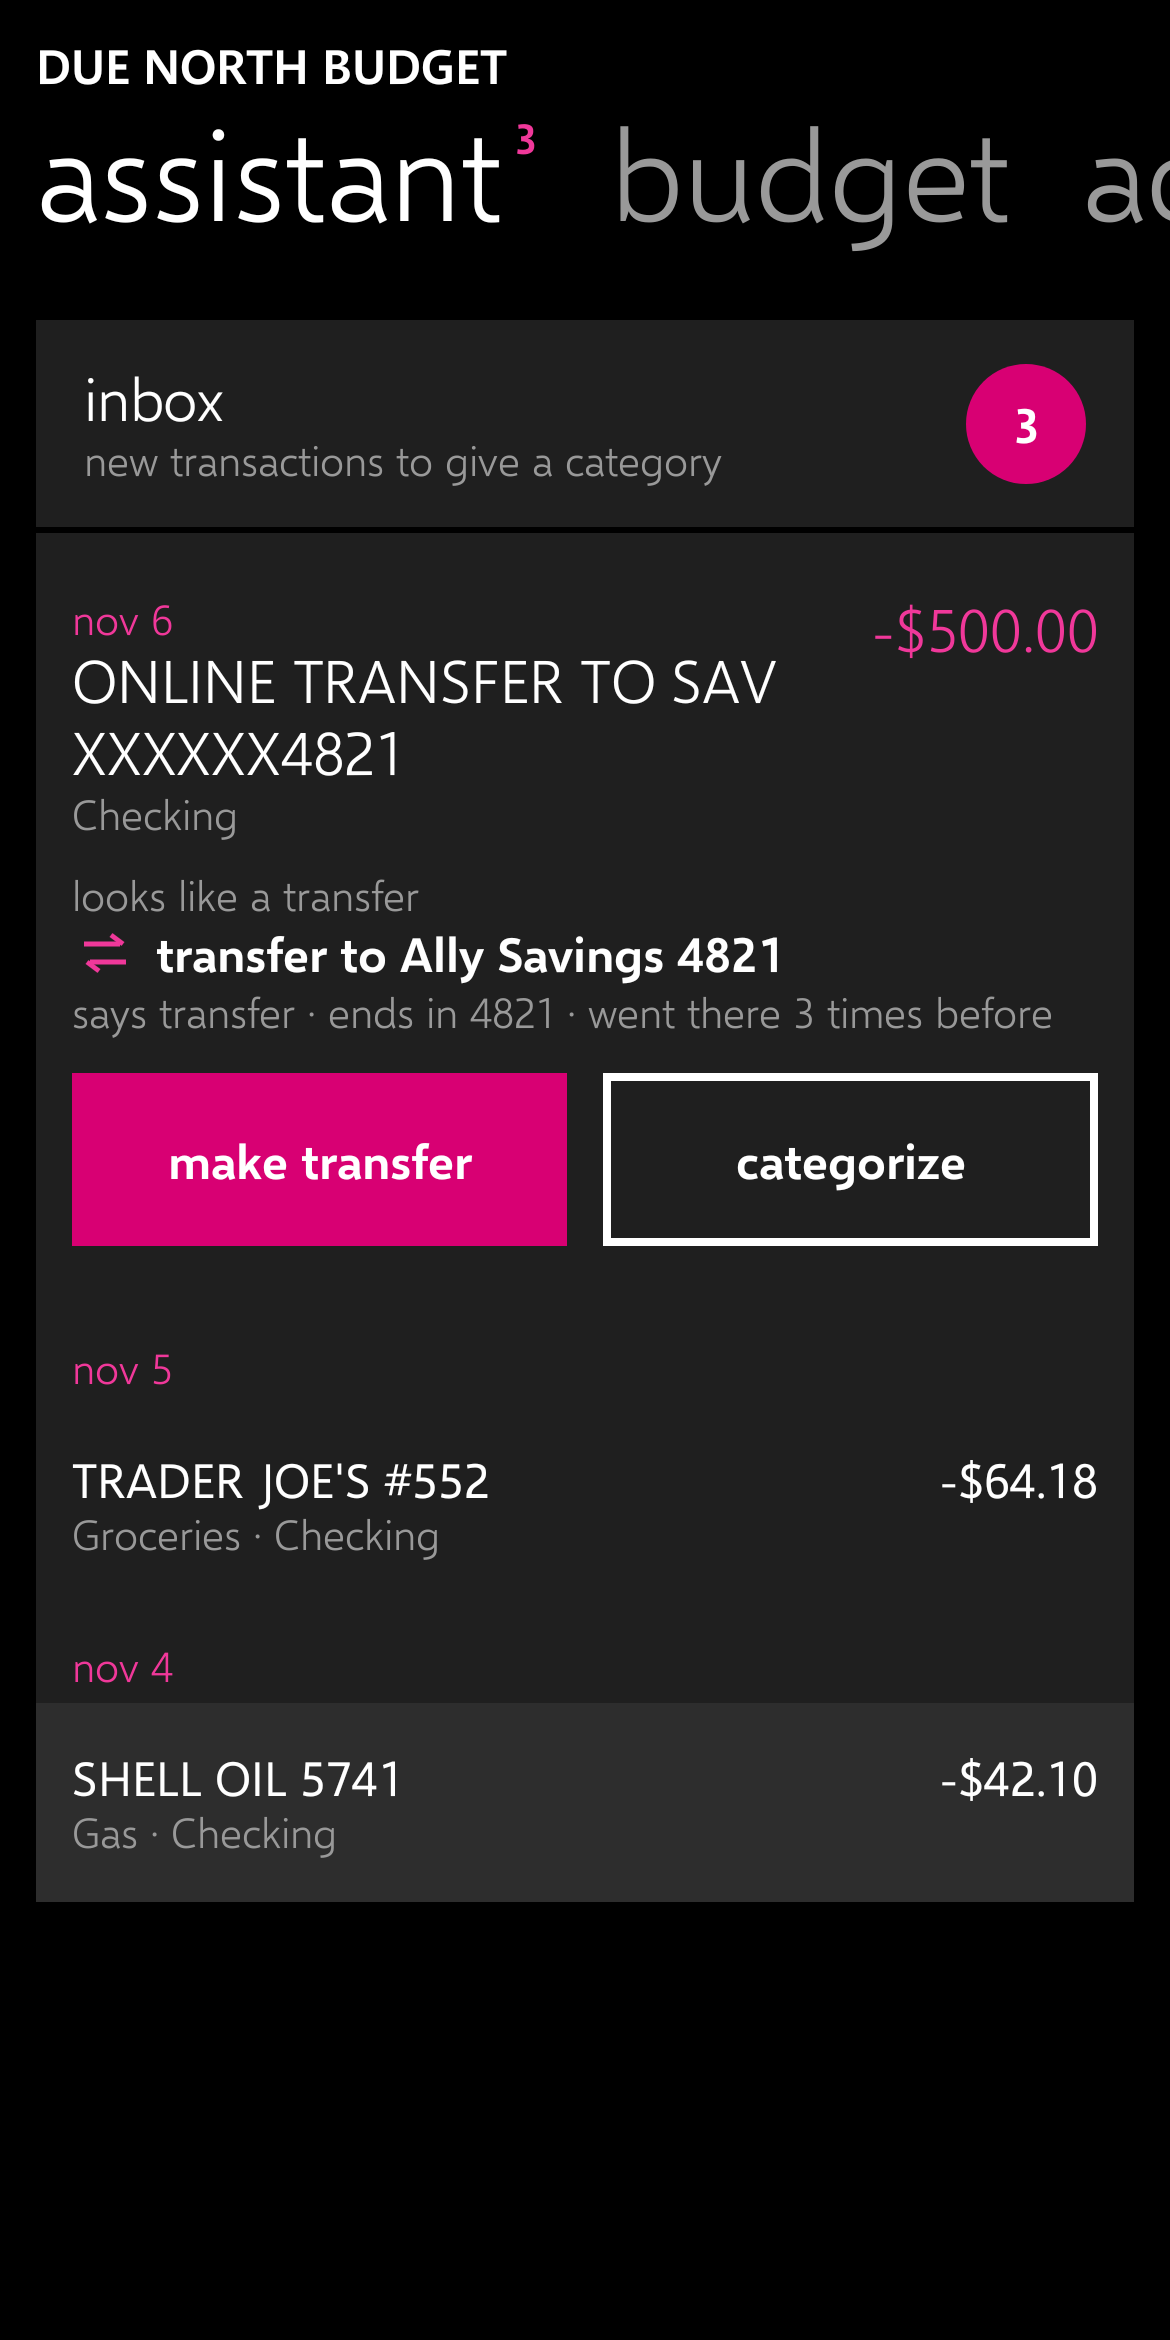 DUE NORTH BUDGET
assistant 3 budget ac
inbox
new transactions to give a category
3
nov 6
-$500.00
ONLINE TRANSFER TO SAV
XXXXXX4821
Checking
looks like a transfer
transfer to Ally Savings 4821
says transfer · ends in 4821 · went there 3 times before
make transfer
categorize
nov 5
TRADER JOE'S #552
-$64.18
Groceries · Checking
nov 4
SHELL OIL 5741
-$42.10
Gas · Checking